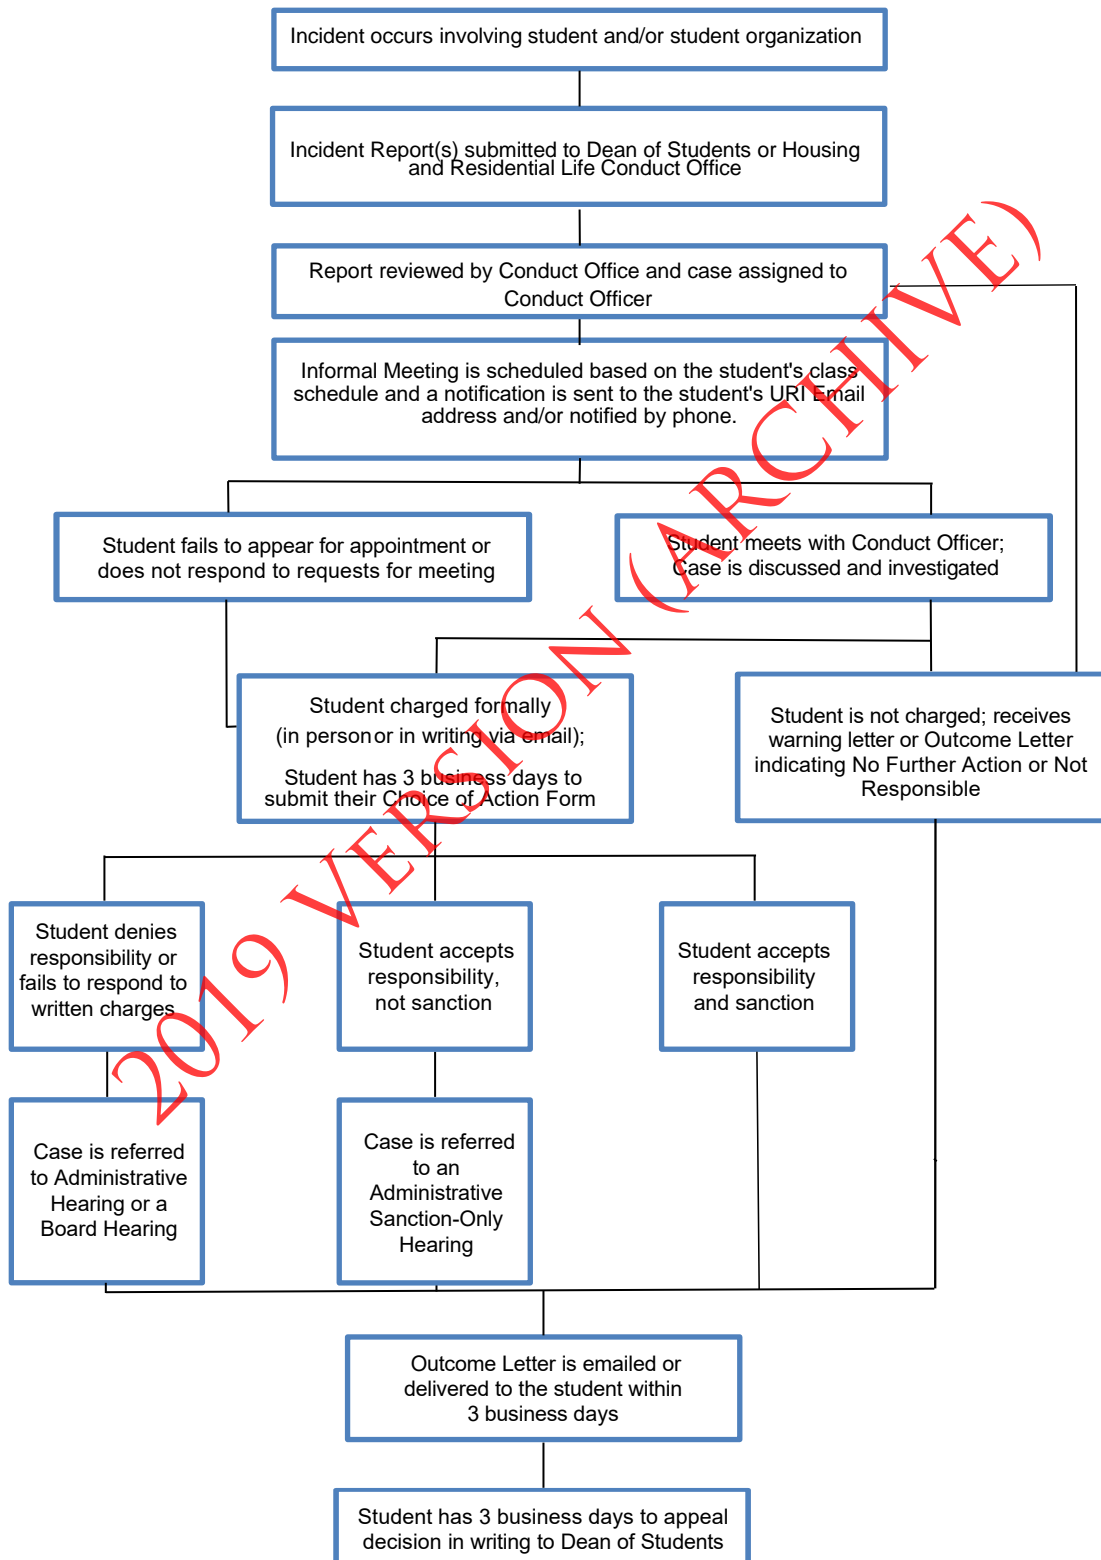 Incident occurs involving student and/or student organization
Incident Report(s) submitted to Dean of Students or Housing
and Residential Life Conduct Office
Report reviewed by Conduct Office and case assigned to
Conduct Officer
Informal Meeting is scheduled based on the student's class
schedule and a notification is sent to the student's URI Email
address and/or notified by phone.
Student fails to appear for appointment or
does not respond to requests for meeting
Student meets with Conduct Officer;
Case is discussed and investigated
Student charged formally
(in person or in writing via email);
Student has 3 business days to
submit their Choice of Action Form
Student is not charged; receives
warning letter or Outcome Letter
indicating No Further Action or Not
Responsible
Student denies
responsibility or
fails to respond to
written charges
Student accepts
responsibility,
not sanction
Student accepts
responsibility
and sanction
Case is referred
to Administrative
Hearing or a
Board Hearing
Case is referred
to an
Administrative
Sanction-Only
Hearing
Outcome Letter is emailed or
delivered to the student within
3 business days
Student has 3 business days to appeal
decision in writing to Dean of Students
2019 VERSION (ARCHIVE)